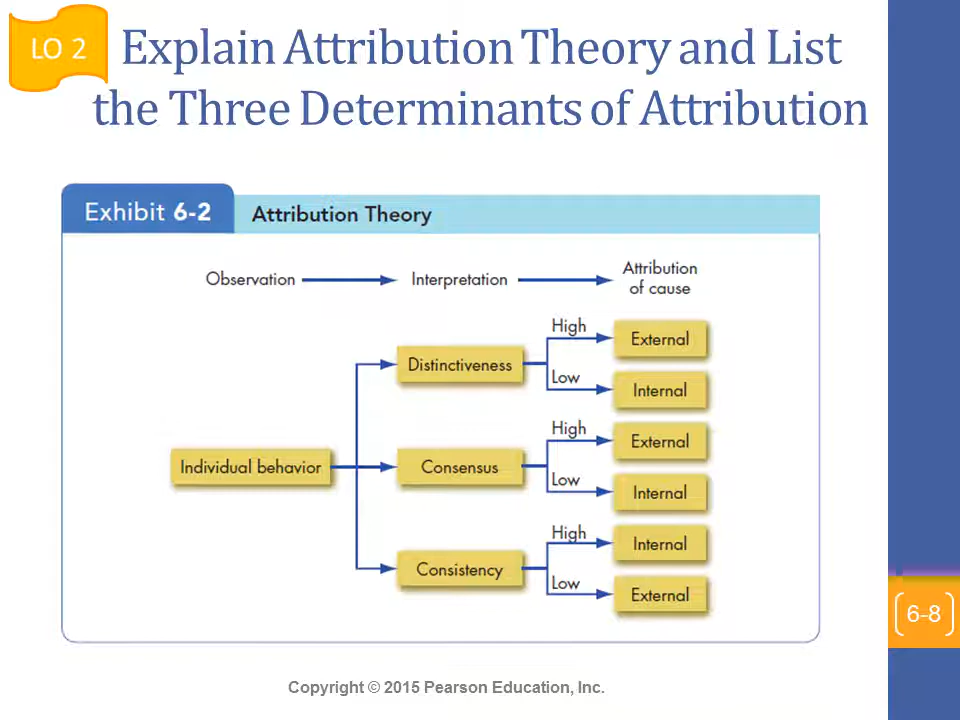 LO 2
Explain Attribution Theory and List
the Three Determinants of Attribution
Exhibit 6-2
Attribution Theory
Observation
Interpretation
Attribution
of cause
Individual behavior
Distinctiveness
High
External
Low
Internal
Consensus
High
External
Low
Internal
Consistency
High
Internal
Low
External
6-8
Copyright © 2015 Pearson Education, Inc.